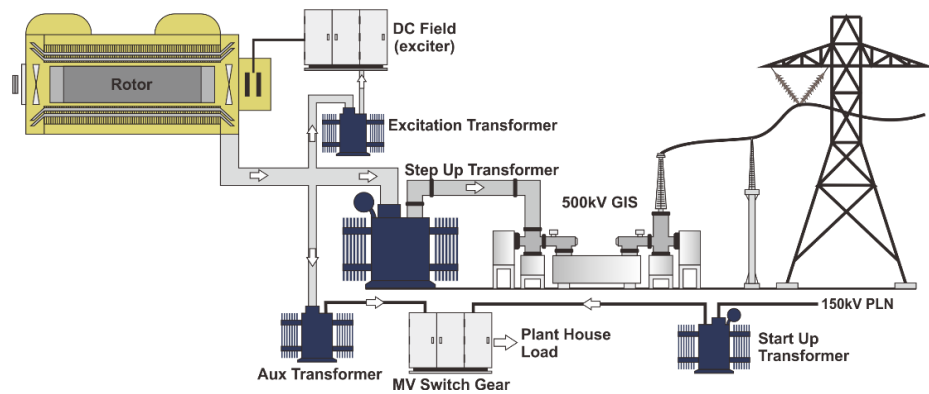 DC Field
(exciter)
Rotor
Excitation Transformer
Step Up Transformer
500kV GIS
150kV PLN
Plant House
Load
Start Up
Transformer
Aux Transformer
MV Switch Gear